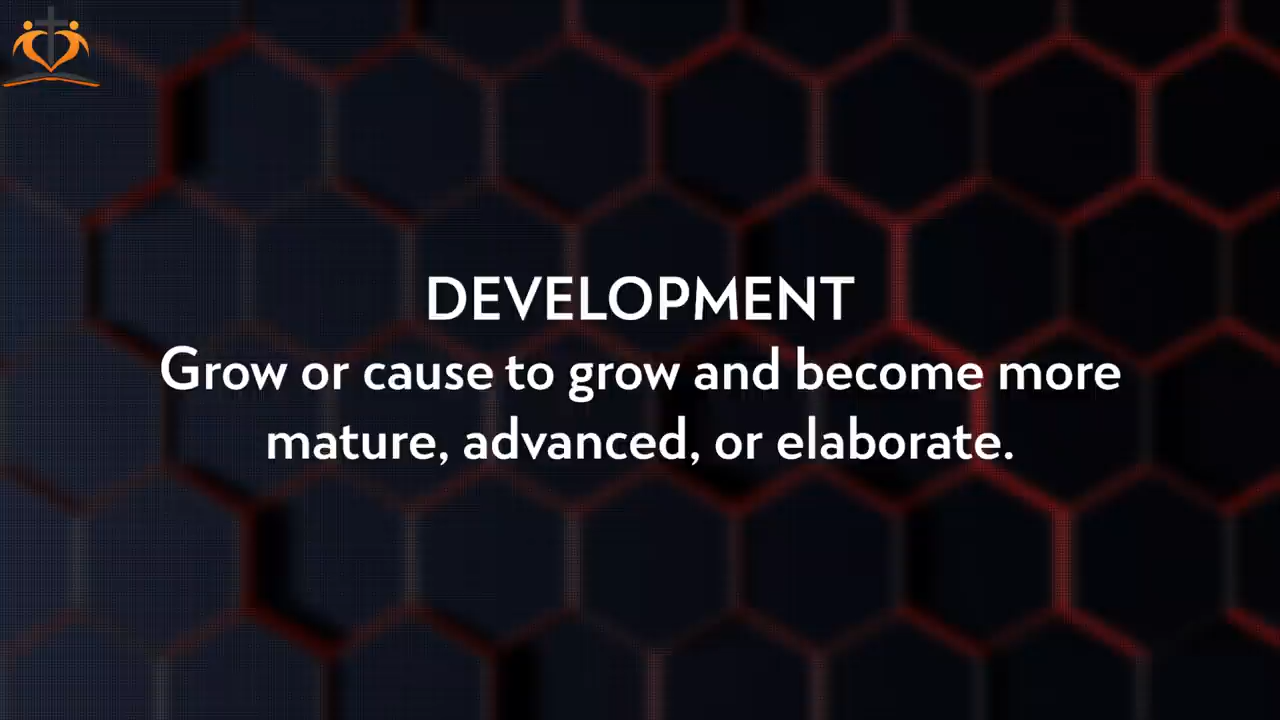 DEVELOPMENT
Grow or cause to grow and become more
mature, advanced, or elaborate.